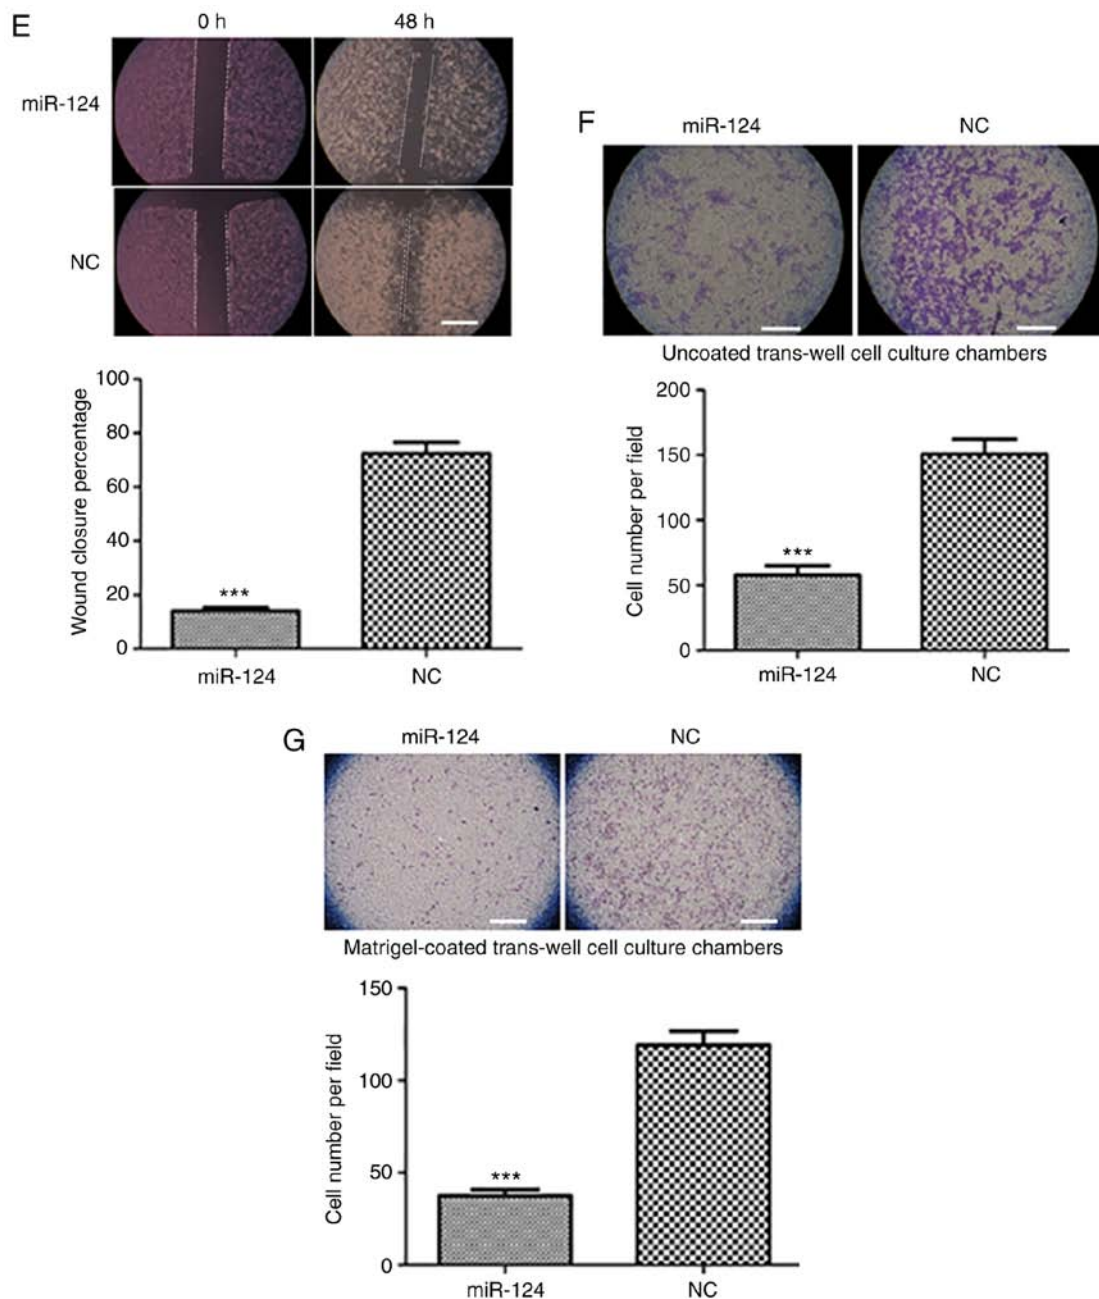 E
0 h 48 h
miR-124
NC
Wound closure percentage
100
80
60
40
20
0
***
miR-124 NC
F
miR-124 NC
Uncoated trans-well cell culture chambers
Cell number per field
200
150
100
50
0
***
miR-124 NC
G
miR-124 NC
Matrigel-coated trans-well cell culture chambers
Cell number per field
150
100
50
0
***
miR-124 NC